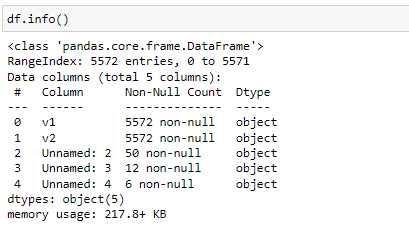 df.info()
<class 'pandas.core.frame.DataFrame'>
RangeIndex: 5572 entries, 0 to 5571
Data columns (total 5 columns):
 #   Column      Non-Null Count  Dtype
---  ------      --------------  -----
 0   v1          5572 non-null   object
 1   v2          5572 non-null   object
 2   Unnamed: 2  50 non-null     object
 3   Unnamed: 3  12 non-null     object
 4   Unnamed: 4  6 non-null      object
dtypes: object(5)
memory usage: 217.8+ KB